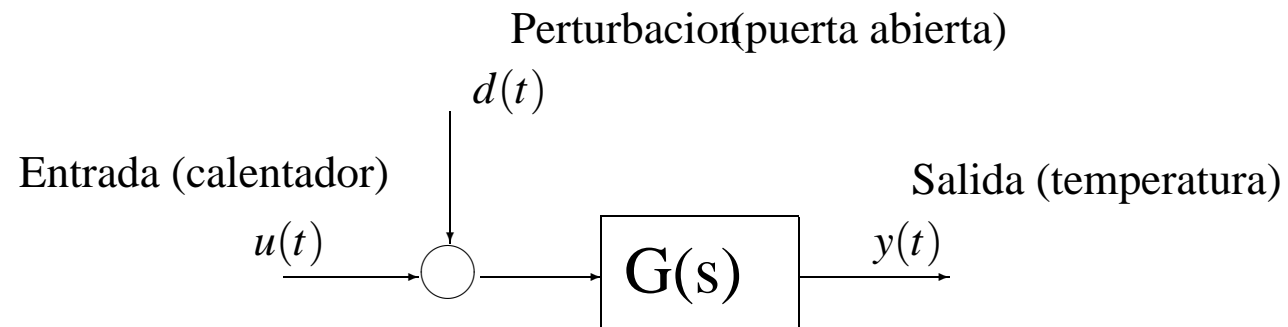 Perturbacion(puerta abierta)
d(t)
Entrada (calentador)
Salida (temperatura)
u(t)
y(t)
G(s)